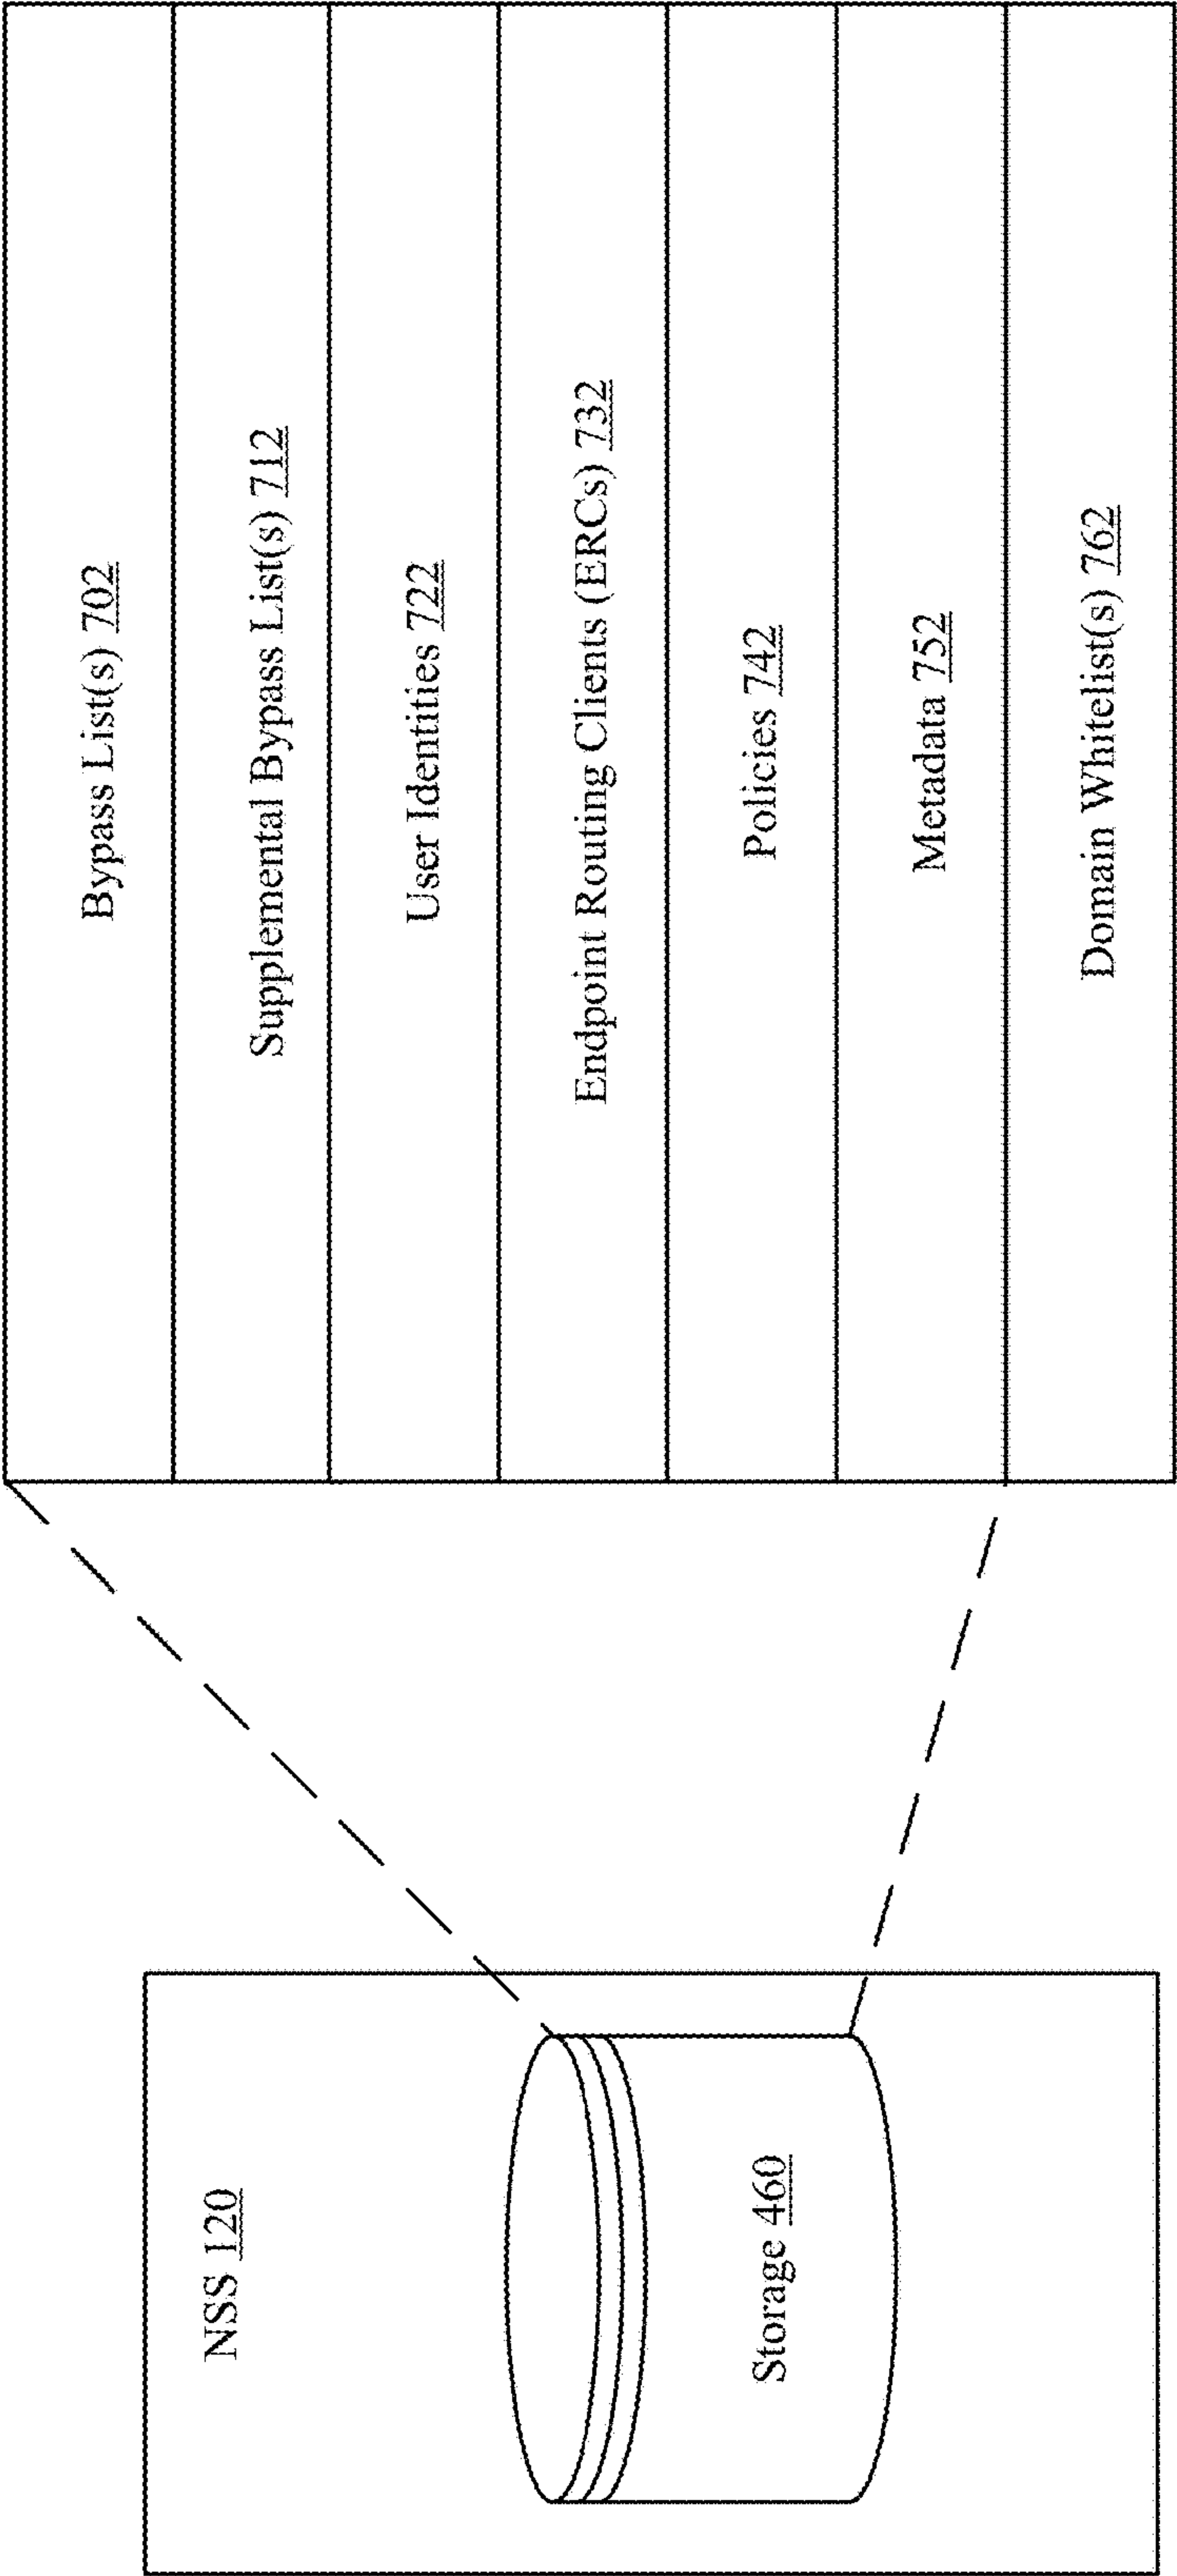 NSS 120
Storage 460
Bypass List(s) 702
Supplemental Bypass List(s) 712
User Identities 722
Endpoint Routing Clients (ERCs) 732
Policies 742
Metadata 752
Domain Whitelist(s) 762